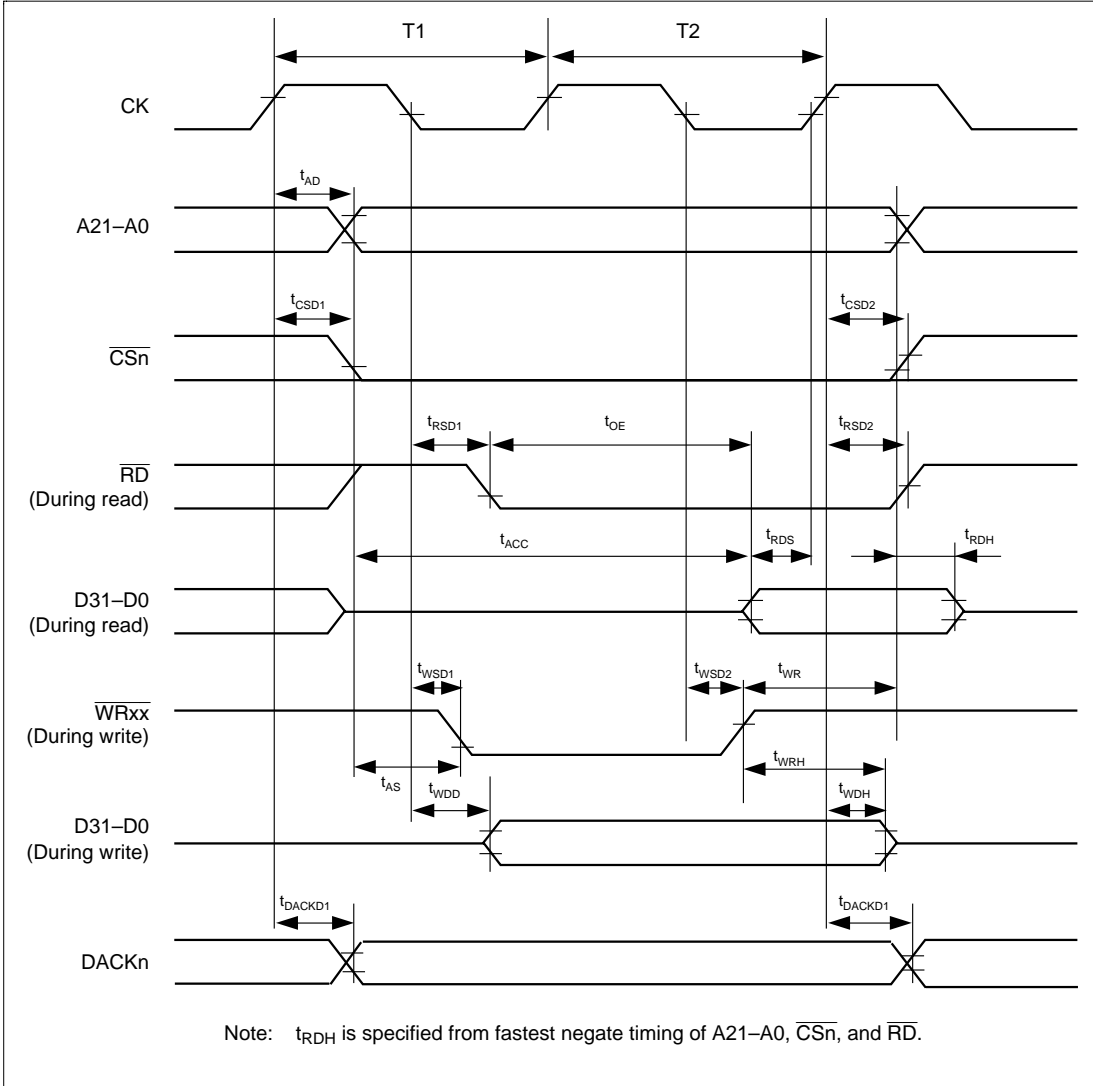 T1 T2
CK
tAD
A21–A0
tCSD1 tCSD2
CSn
tRSD1 tOE tRSD2
RD
(During read)
tACC tRDS tRDH
D31–D0
(During read)
tWSD1 tWSD2 tWR
WRxx
(During write)
tWRH
tAS tWDD tWDH
D31–D0
(During write)
tDACKD1 tDACKD1
DACKn
Note: tRDH is specified from fastest negate timing of A21–A0, CSn, and RD.